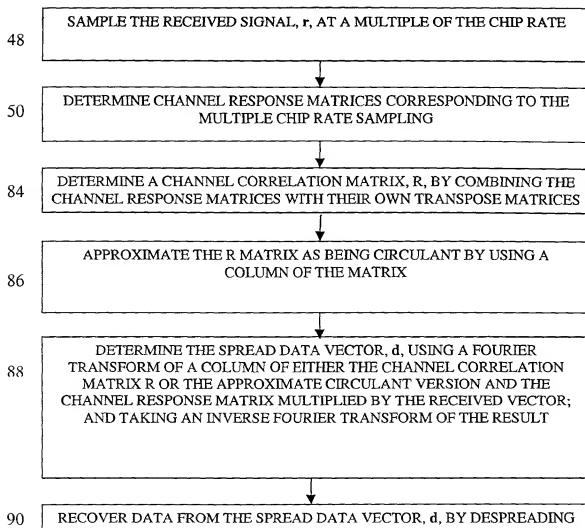 48
SAMPLE THE RECEIVED SIGNAL, r, AT A MULTIPLE OF THE CHIP RATE
50
DETERMINE CHANNEL RESPONSE MATRICES CORRESPONDING TO THE
MULTIPLE CHIP RATE SAMPLING
84
DETERMINE A CHANNEL CORRELATION MATRIX, R, BY COMBINING THE
CHANNEL RESPONSE MATRICES WITH THEIR OWN TRANSPOSE MATRICES
86
APPROXIMATE THE R MATRIX AS BEING CIRCULANT BY USING A
COLUMN OF THE MATRIX
88
DETERMINE THE SPREAD DATA VECTOR, d, USING A FOURIER
TRANSFORM OF A COLUMN OF EITHER THE CHANNEL CORRELATION
MATRIX R OR THE APPROXIMATE CIRCULANT VERSION AND THE
CHANNEL RESPONSE MATRIX MULTIPLIED BY THE RECEIVED VECTOR;
AND TAKING AN INVERSE FOURIER TRANSFORM OF THE RESULT
90
RECOVER DATA FROM THE SPREAD DATA VECTOR, d, BY DESPREADING